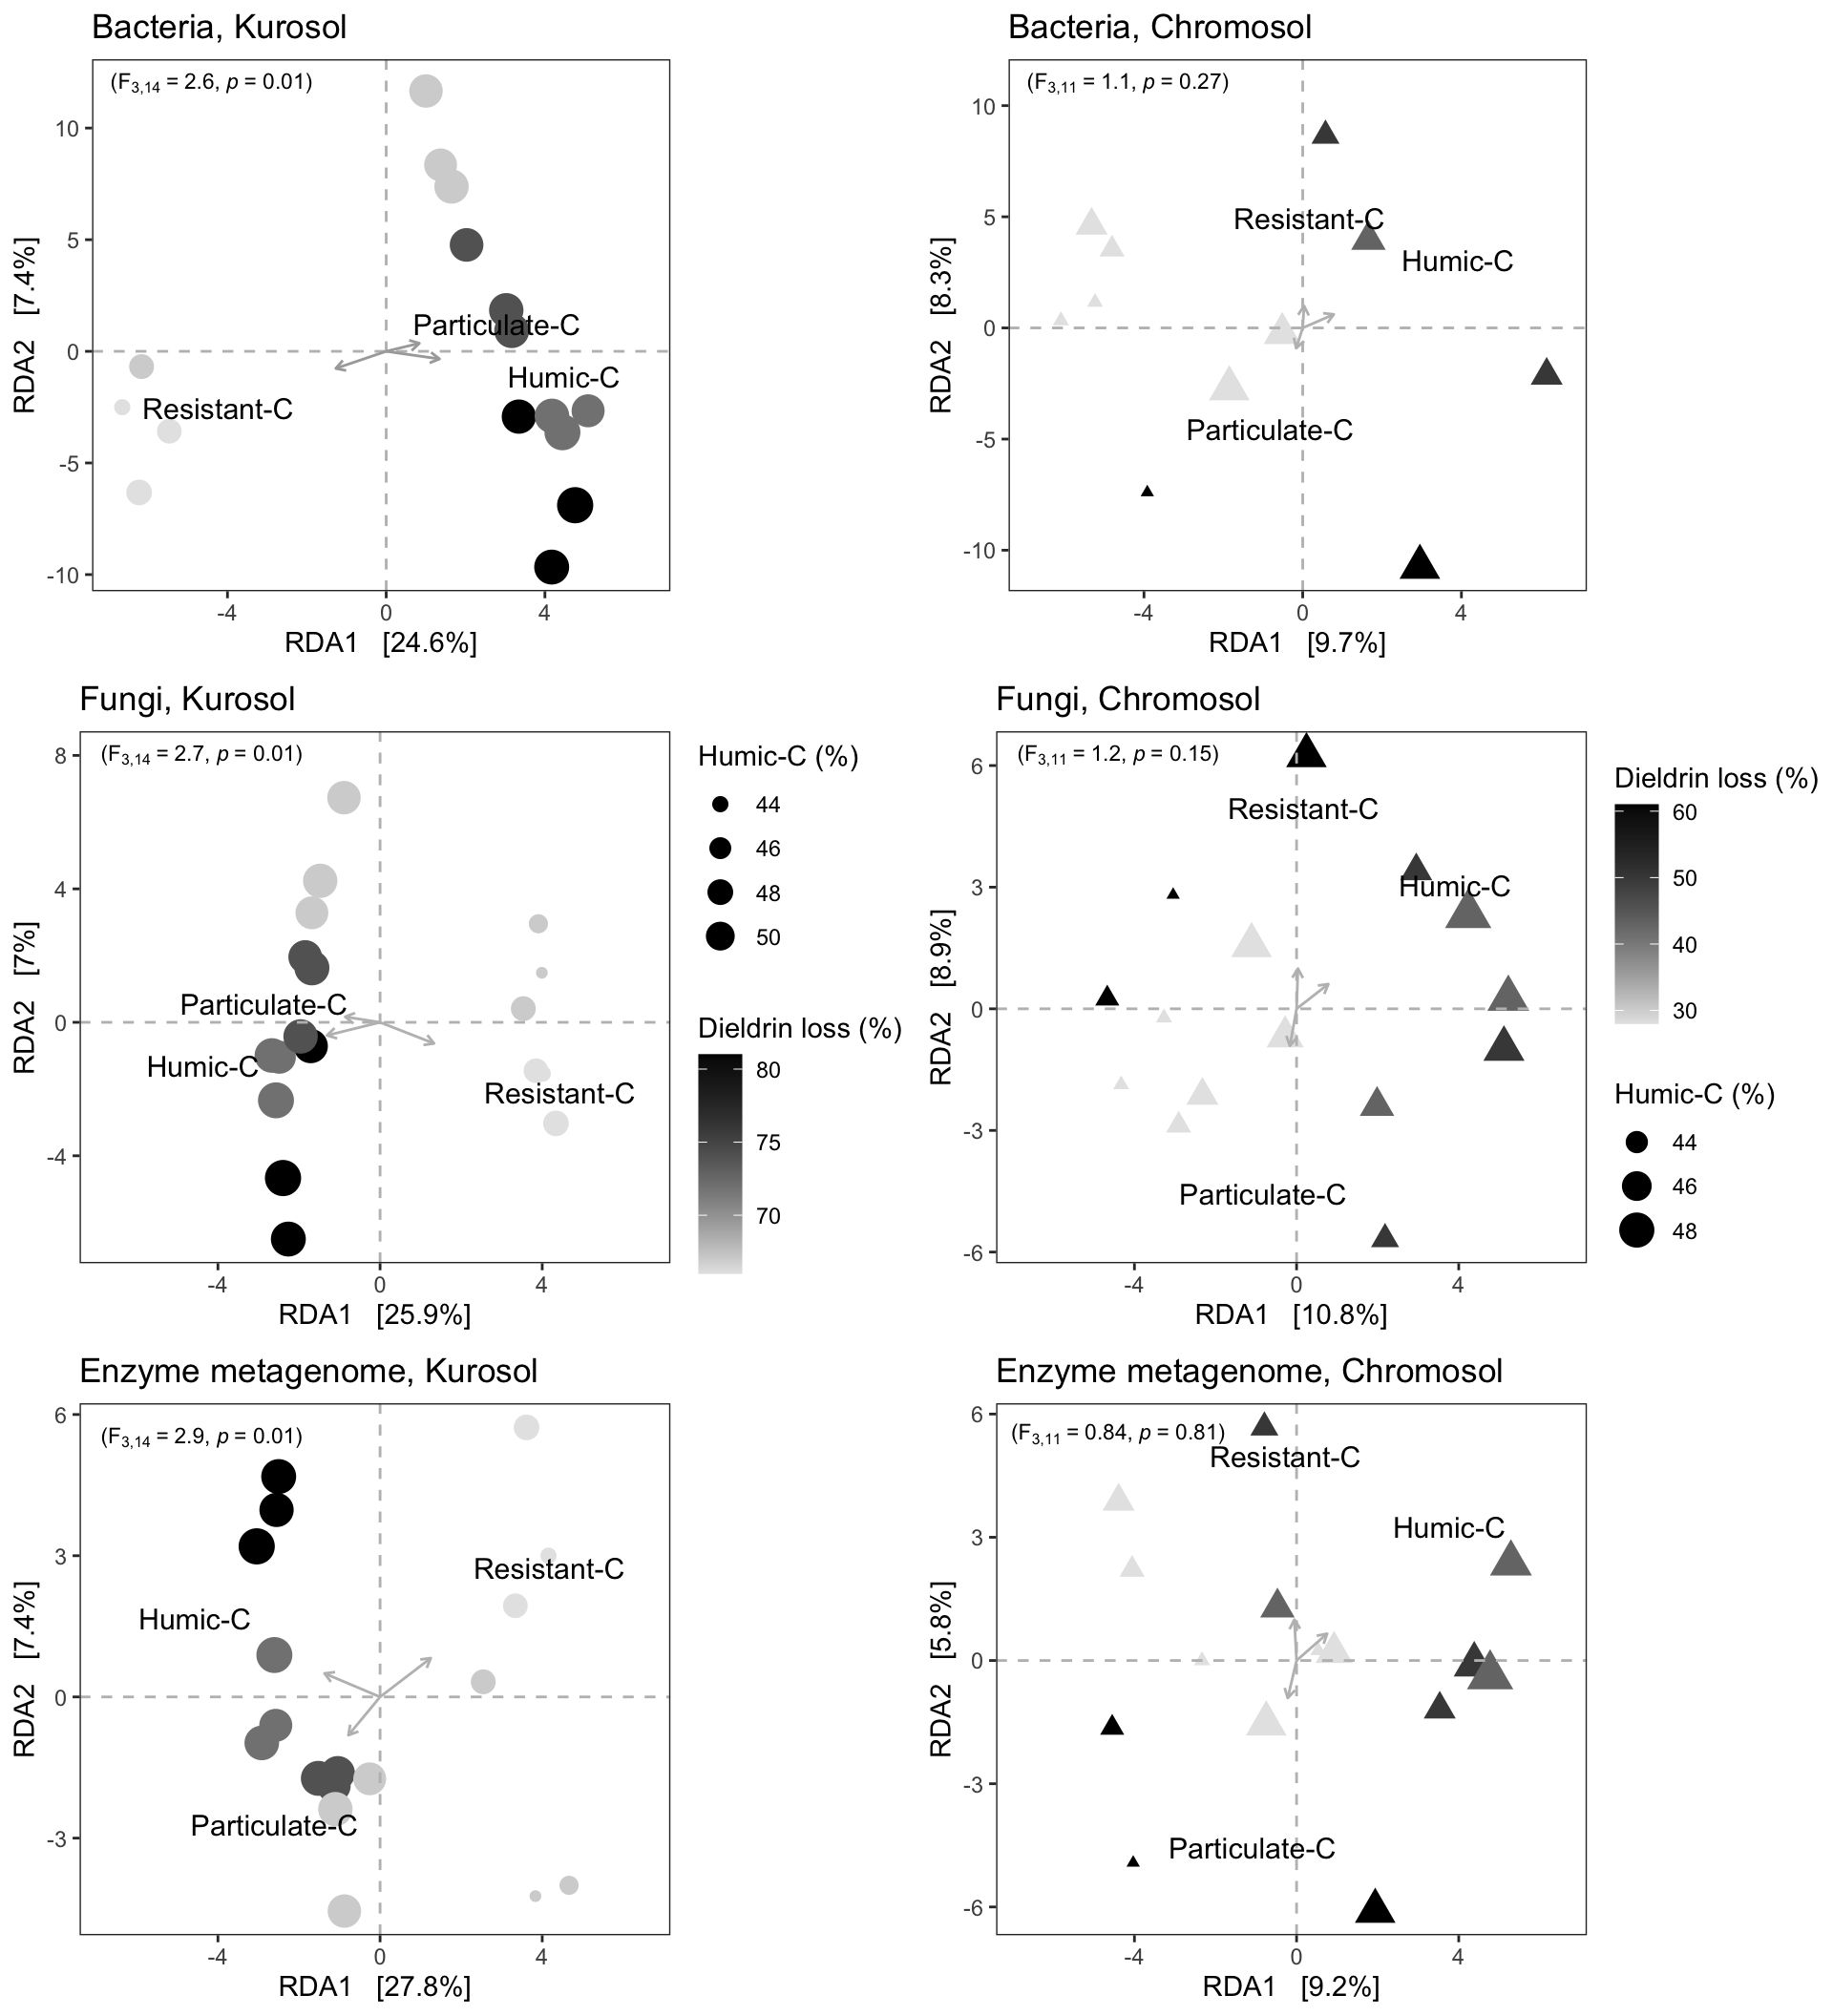 Bacteria, Kurosol
(F3,14 = 2.6, p = 0.01)
10
5
0
-5
-10
RDA2 [7.4%]
Particulate-C
Humic-C
Resistant-C
-4
0
4
RDA1 [24.6%]
Bacteria, Chromosol
(F3,11 = 1.1, p = 0.27)
10
5
0
-5
-10
RDA2 [8.3%]
Resistant-C
Humic-C
Particulate-C
-4
0
4
RDA1 [9.7%]
Fungi, Kurosol
(F3,14 = 2.7, p = 0.01)
8
4
0
-4
RDA2 [7%]
Particulate-C
Humic-C
Resistant-C
-4
0
4
RDA1 [25.9%]
Humic-C (%)
44
46
48
50
Dieldrin loss (%)
80
75
70
Fungi, Chromosol
(F3,11 = 1.2, p = 0.15)
6
3
0
-3
-6
RDA2 [8.9%]
Resistant-C
Humic-C
Particulate-C
-4
0
4
RDA1 [10.8%]
Dieldrin loss (%)
60
50
40
30
Humic-C (%)
44
46
48
Enzyme metagenome, Kurosol
(F3,14 = 2.9, p = 0.01)
6
3
0
-3
RDA2 [7.4%]
Resistant-C
Humic-C
Particulate-C
-4
0
4
RDA1 [27.8%]
Enzyme metagenome, Chromosol
(F3,11 = 0.84, p = 0.81)
6
3
0
-3
-6
RDA2 [5.8%]
Resistant-C
Humic-C
Particulate-C
-4
0
4
RDA1 [9.2%]